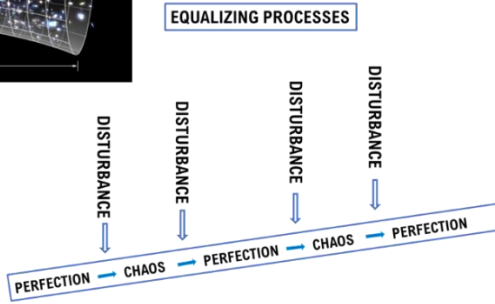 EQUALIZING PROCESSES
DISTURBANCE
DISTURBANCE
DISTURBANCE
DISTURBANCE
PERFECTION CHAOS PERFECTION CHAOS PERFECTION